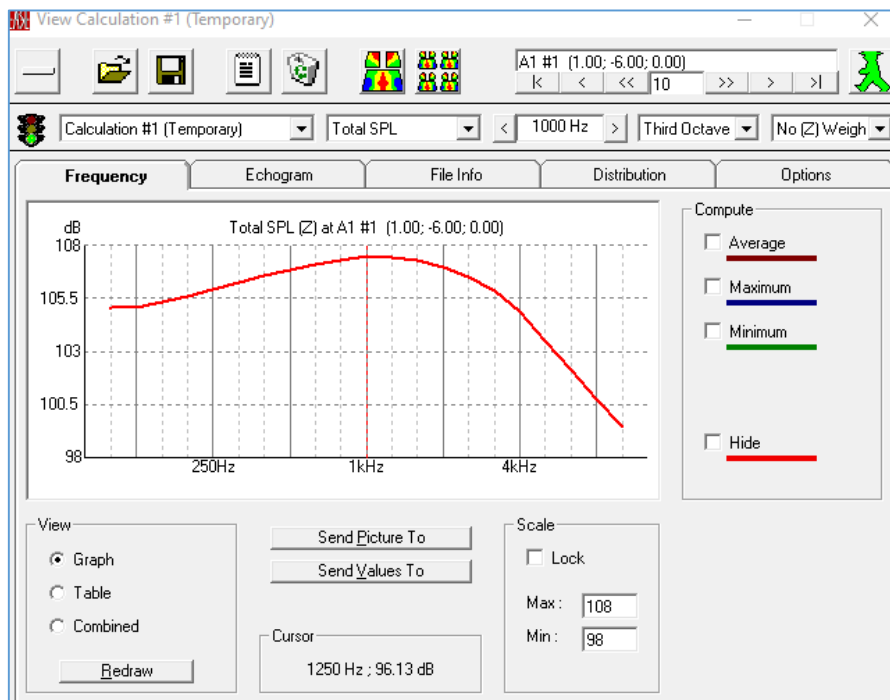 View Calculation #1 (Temporary)
A1 #1 (1.00; -6.00; 0.00)
|< < << 10 >> > >|
Calculation #1 (Temporary) Total SPL < 1000 Hz > Third Octave No (Z) Weigh
Frequency Echogram File Info Distribution Options
dB Total SPL (Z) at A1 #1 (1.00; -6.00; 0.00)
108
105.5
103
100.5
98
250Hz 1kHz 4kHz
Compute
Average
Maximum
Minimum
Hide
View
Graph
Table
Combined
Redraw
Send Picture To
Send Values To
Cursor
1250 Hz ; 96.13 dB
Scale
Lock
Max : 108
Min : 98